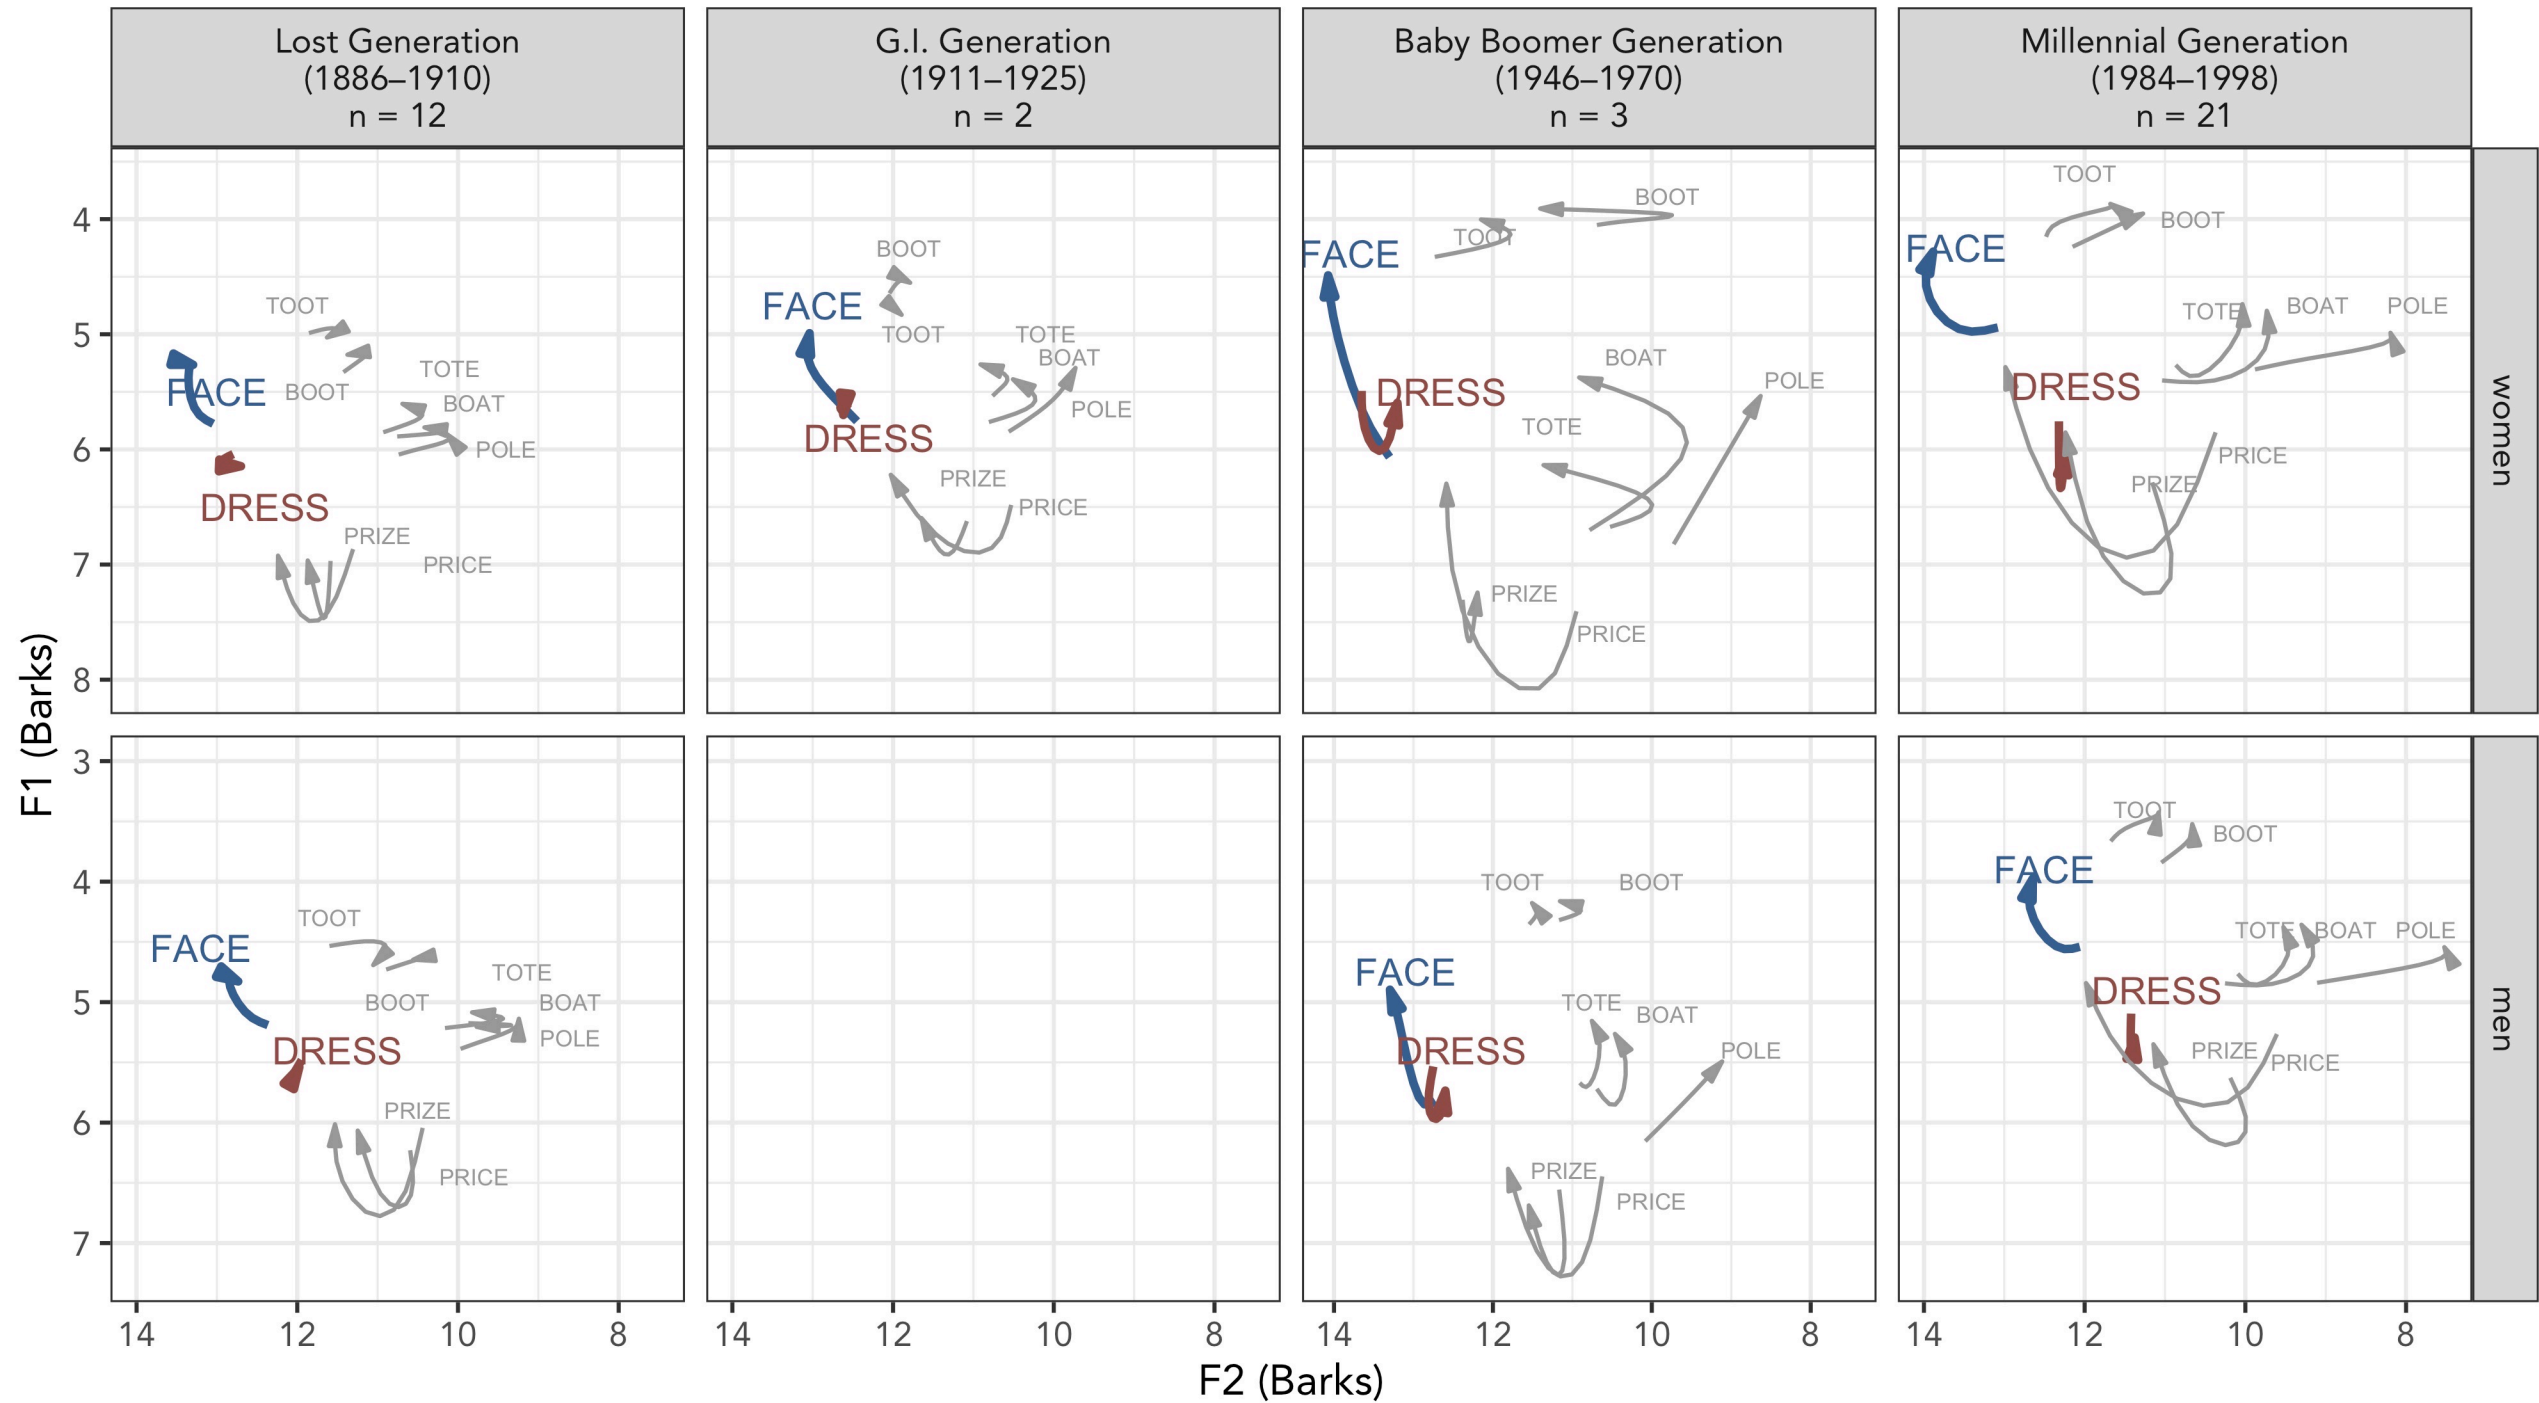 Lost Generation
(1886–1910)
n = 12
G.I. Generation
(1911–1925)
n = 2
Baby Boomer Generation
(1946–1970)
n = 3
Millennial Generation
(1984–1998)
n = 21
F1 (Barks)
4
5
6
7
8
TOOT
FACE
BOOT
TOTE
BOAT
POLE
DRESS
PRIZE
PRICE
BOOT
FACE
TOOT
TOTE
BOAT
POLE
DRESS
PRIZE
PRICE
BOOT
TOOT
FACE
BOAT
POLE
DRESS
TOTE
PRIZE
PRICE
TOOT
BOOT
FACE
TOTE
BOAT
POLE
DRESS
PRICE
PRIZE
women
3
4
5
6
7
TOOT
FACE
TOTE
BOOT
BOAT
POLE
DRESS
PRIZE
PRICE
TOOT
BOOT
FACE
TOTE
BOAT
DRESS
POLE
PRIZE
PRICE
TOOT
BOOT
FACE
TOTE
BOAT
POLE
DRESS
PRIZE
PRICE
men
14
12
10
8
14
12
10
8
14
12
10
8
14
12
10
8
F2 (Barks)